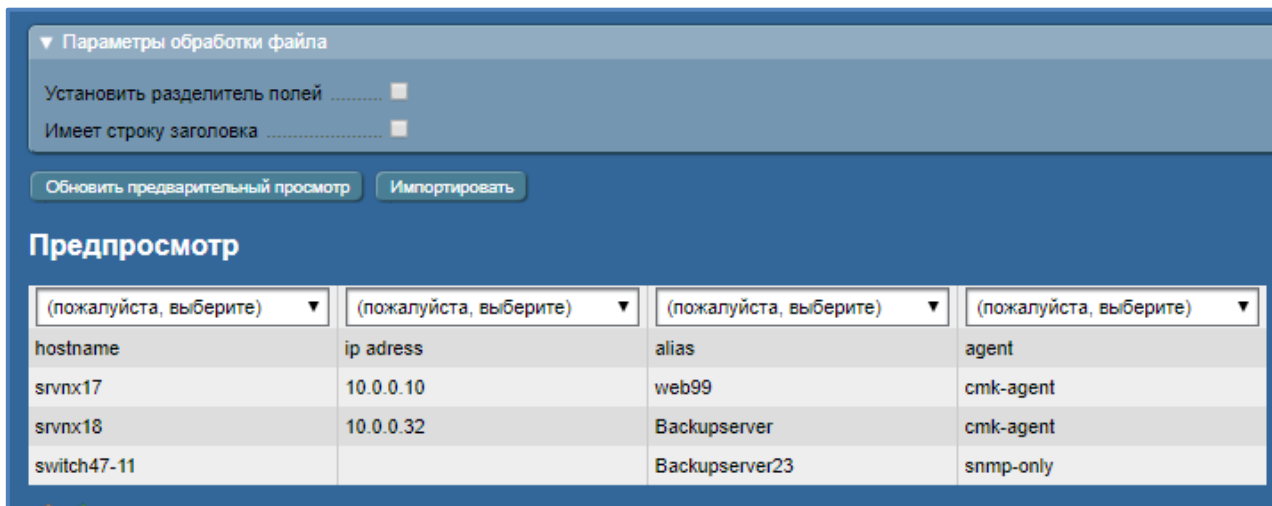 ▼ Параметры обработки файла
Установить разделитель полей ..........
Имеет строку заголовка ......................
Обновить предварительный просмотр Импортировать
Предпросмотр
(пожалуйста, выберите) ▼ (пожалуйста, выберите) ▼ (пожалуйста, выберите) ▼ (пожалуйста, выберите) ▼
hostname ip adress alias agent
srvnx17 10.0.0.10 web99 cmk-agent
srvnx18 10.0.0.32 Backupserver cmk-agent
switch47-11 Backupserver23 snmp-only